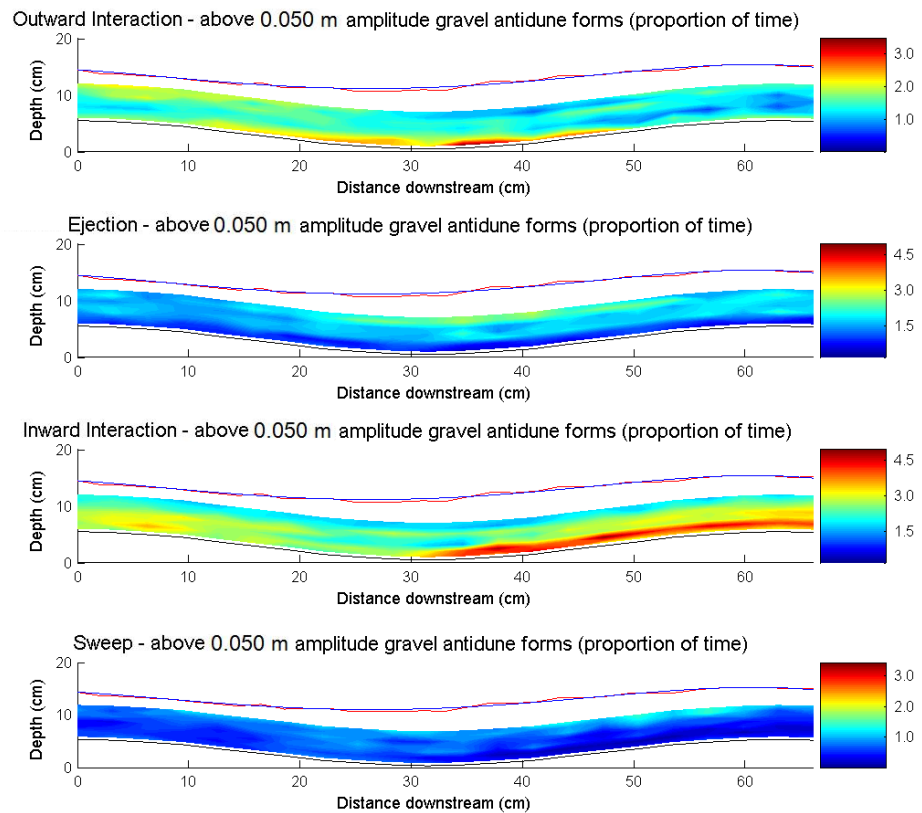 Outward Interaction - above 0.050 m amplitude gravel antidune forms (proportion of time)
20
10
0
Depth (cm)
0 10 20 30 40 50 60
Distance downstream (cm)
3.0
2.0
1.0
Ejection - above 0.050 m amplitude gravel antidune forms (proportion of time)
20
10
0
Depth (cm)
0 10 20 30 40 50 60
Distance downstream (cm)
4.5
3.0
1.5
Inward Interaction - above 0.050 m amplitude gravel antidune forms (proportion of time)
20
10
0
Depth (cm)
0 10 20 30 40 50 60
Distance downstream (cm)
4.5
3.0
1.5
Sweep - above 0.050 m amplitude gravel antidune forms (proportion of time)
20
10
0
Depth (cm)
0 10 20 30 40 50 60
Distance downstream (cm)
3.0
2.0
1.0